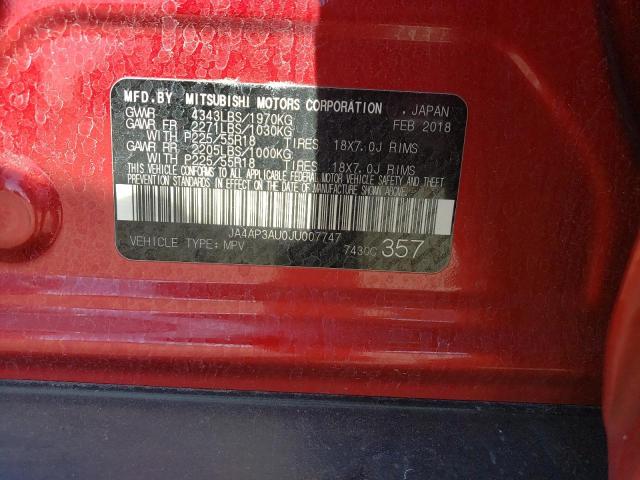 MFD.BY MITSUBISHI MOTORS CORPORATION , JAPAN
GVWR 4343LBS/1970KG FEB 2018
GAWR FR 2271LBS/1030KG
WITH P225/55R18 TIRES 18X7.0J RIMS
GAWR RR 2205LBS/1000KG
WITH P225/55R18 TIRES 18X7.0J RIMS
THIS VEHICLE CONFORMS TO ALL APPLICABLE FEDERAL MOTOR VEHICLE SAFETY AND THEFT
PREVENTION STANDARDS IN EFFECT ON THE DATE OF MANUFACTURE SHOWN ABOVE.
JA4AP3AU0JU007747
VEHICLE TYPE: MPV 7430G 357